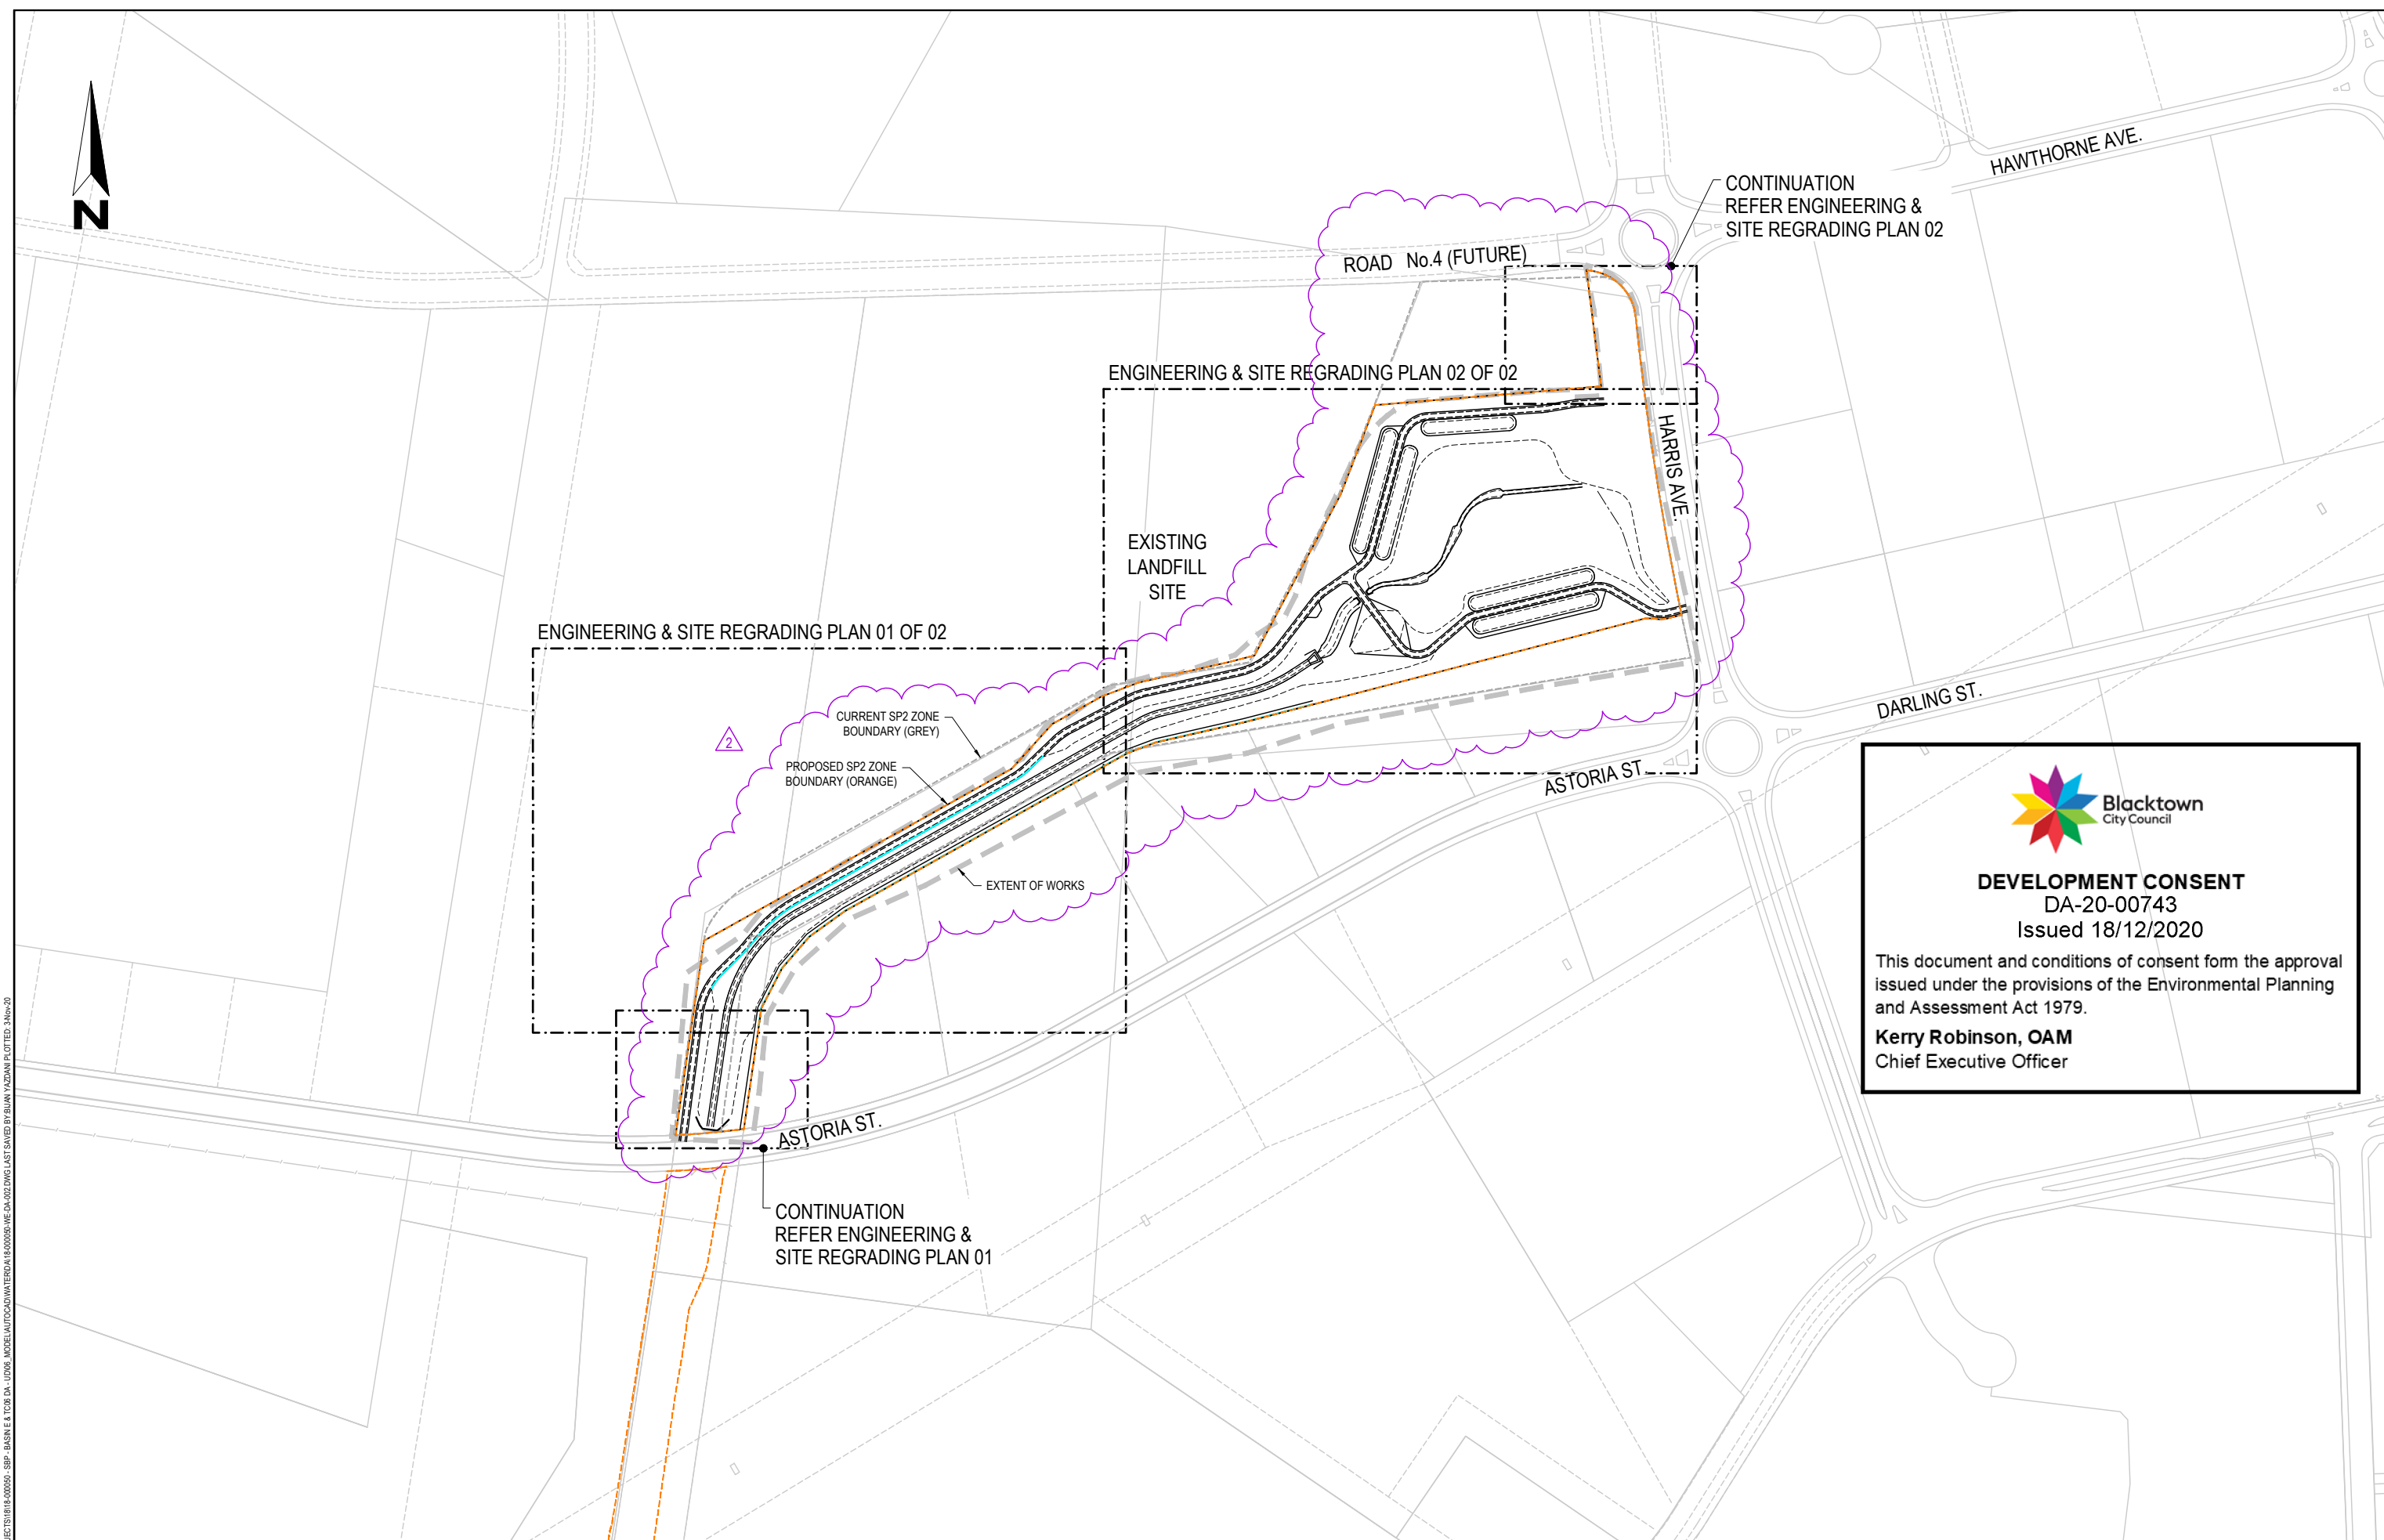 N
HAWTHORNE AVE.
CONTINUATION
REFER ENGINEERING &
SITE REGRADING PLAN 02
ROAD No.4 (FUTURE)
ENGINEERING & SITE REGRADING PLAN 02 OF 02
HARRIS AVE.
EXISTING
LANDFILL
SITE
ENGINEERING & SITE REGRADING PLAN 01 OF 02
CURRENT SP2 ZONE
BOUNDARY (GREY)
2
PROPOSED SP2 ZONE
BOUNDARY (ORANGE)
DARLING ST.
ASTORIA ST.
EXTENT OF WORKS
ASTORIA ST.
CONTINUATION
REFER ENGINEERING &
SITE REGRADING PLAN 01
Blacktown
City Council
DEVELOPMENT CONSENT
DA-20-00743
Issued 18/12/2020
This document and conditions of consent form the approval
issued under the provisions of the Environmental Planning
and Assessment Act 1979.
Kerry Robinson, OAM
Chief Executive Officer